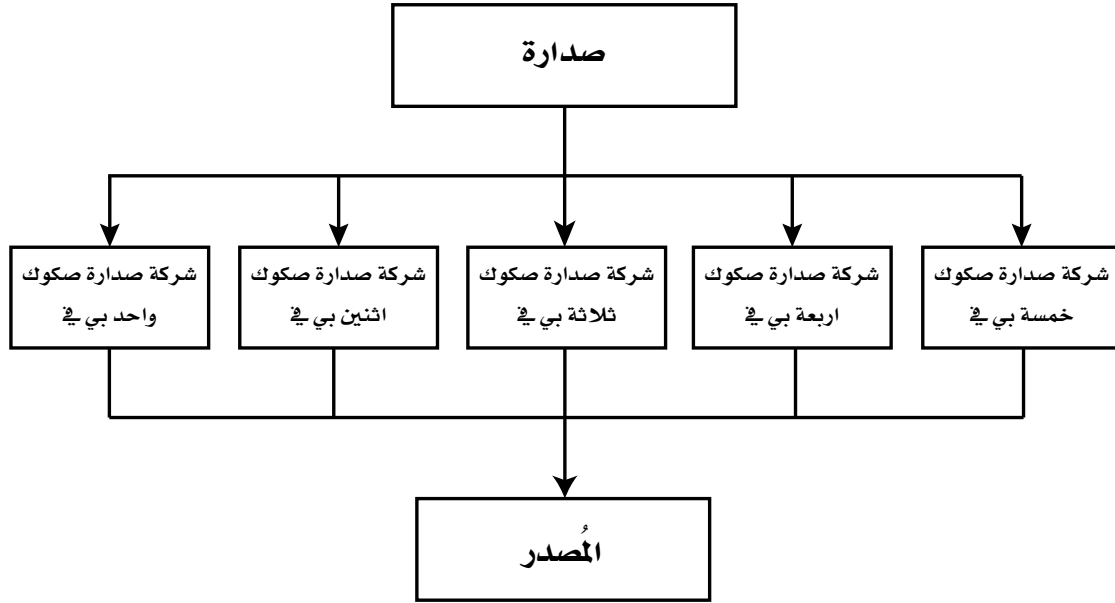 صدارة
شركة صدارة صكوك
خمسة بي في
شركة صدارة صكوك
اربعة بي في
شركة صدارة صكوك
ثلاثة بي في
شركة صدارة صكوك
اثنين بي في
شركة صدارة صكوك
واحد بي في
المُصدر